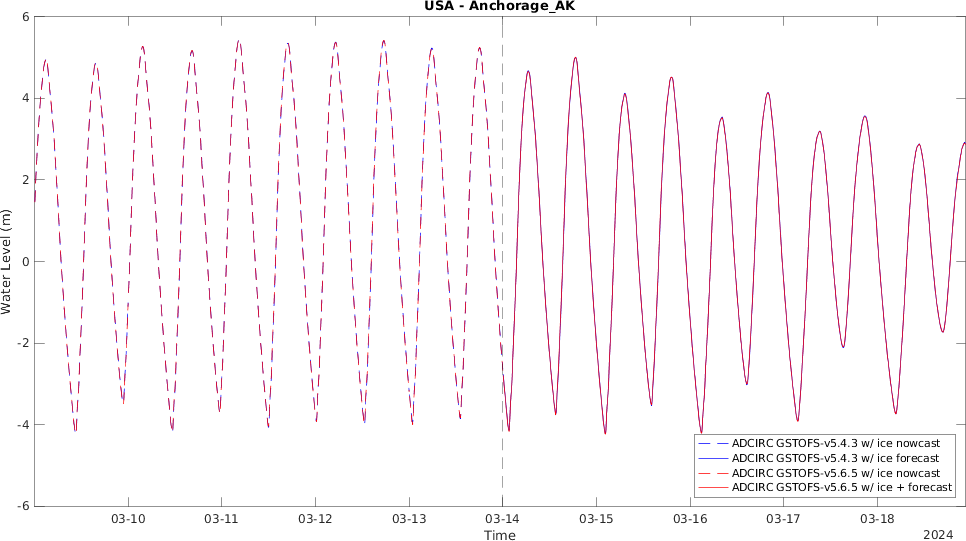 USA - Anchorage_AK
6
4
2
0
-2
-4
-6
Water Level (m)
ADCIRC GSTOFS-v5.4.3 w/ ice nowcast
ADCIRC GSTOFS-v5.4.3 w/ ice forecast
ADCIRC GSTOFS-v5.6.5 w/ ice nowcast
ADCIRC GSTOFS-v5.6.5 w/ ice + forecast
03-10 03-11 03-12 03-13 03-14 03-15 03-16 03-17 03-18
Time
2024